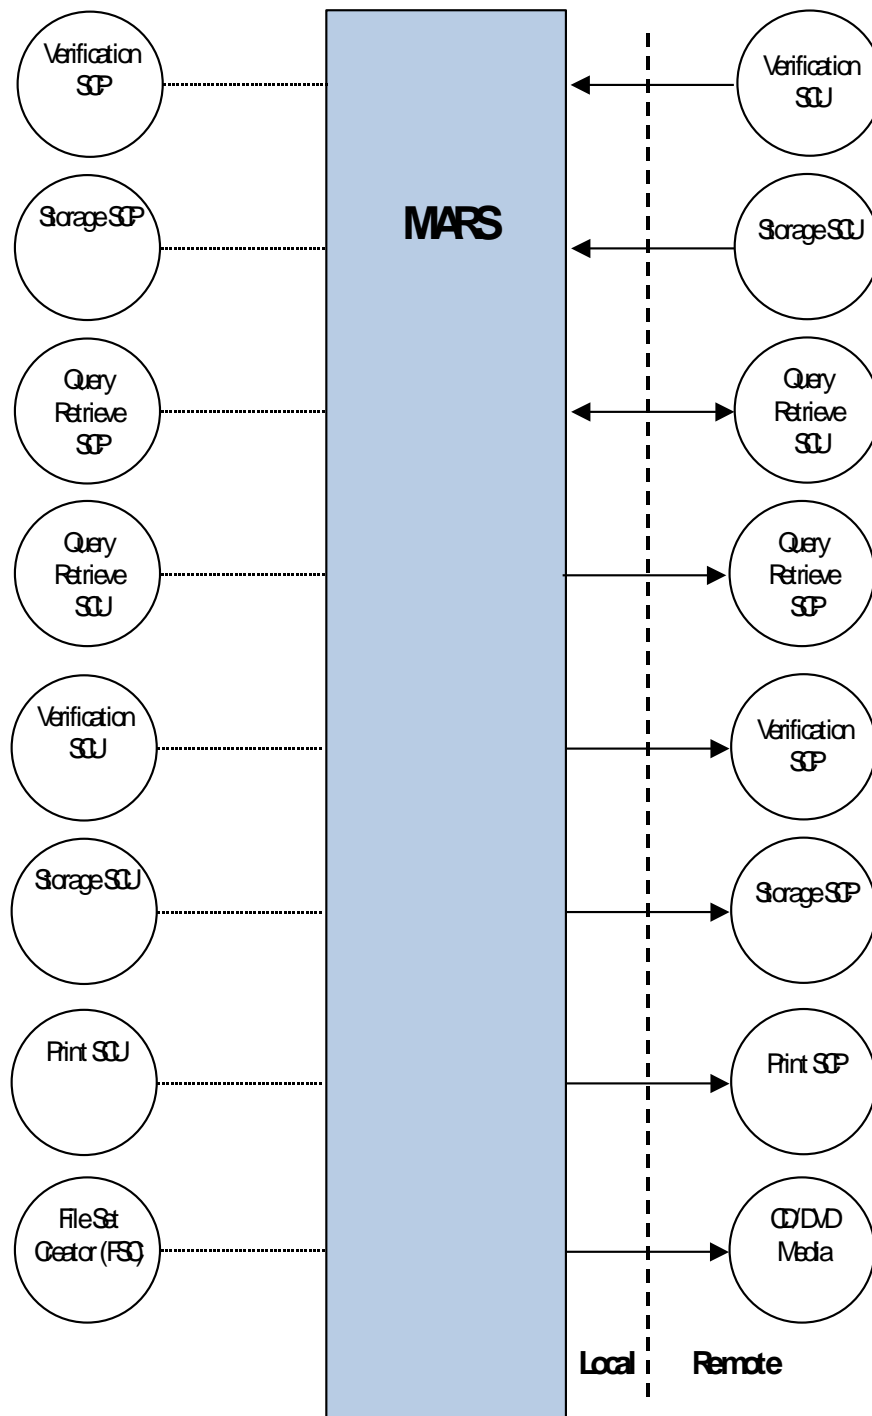 Verification
SCP
Verification
SCU
Storage SCP
MARS
Storage SCU
Query
Retrieve
SCP
Query
Retrieve
SCU
Query
Retrieve
SCU
Query
Retrieve
SCP
Verification
SCU
Verification
SCP
Storage SCU
Storage SCP
Print SCU
Print SCP
File Set
Creator (FSC)
CD/DVD
Media
Local
Remote